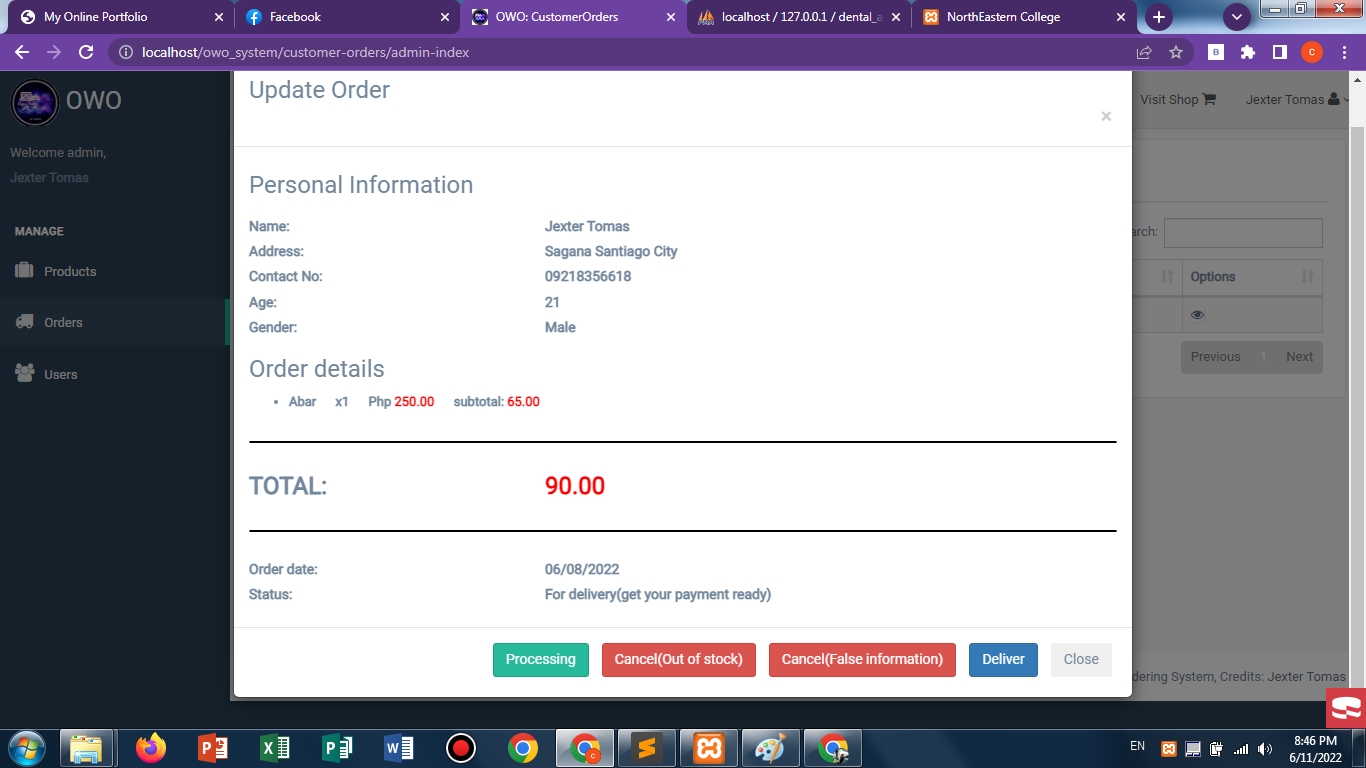 My Online Portfolio
Facebook
OWO: CustomerOrders
localhost / 127.0.0.1 / dental_a
NorthEastern College
localhost/owo_system/customer-orders/admin-index
B
C
OWO
Welcome admin,
Jexter Tomas
MANAGE
Products
Orders
Users
Visit Shop
Jexter Tomas
arch:
Options
Previous 1 Next
Update Order
×
Personal Information
Name: Jexter Tomas
Address: Sagana Santiago City
Contact No: 09218356618
Age: 21
Gender: Male
Order details
• Abar x1 Php 250.00 subtotal: 65.00
TOTAL: 90.00
Order date: 06/08/2022
Status: For delivery(get your payment ready)
Processing Cancel(Out of stock) Cancel(False information) Deliver Close
dering System, Credits: Jexter Tomas
EN
8:46 PM
6/11/2022